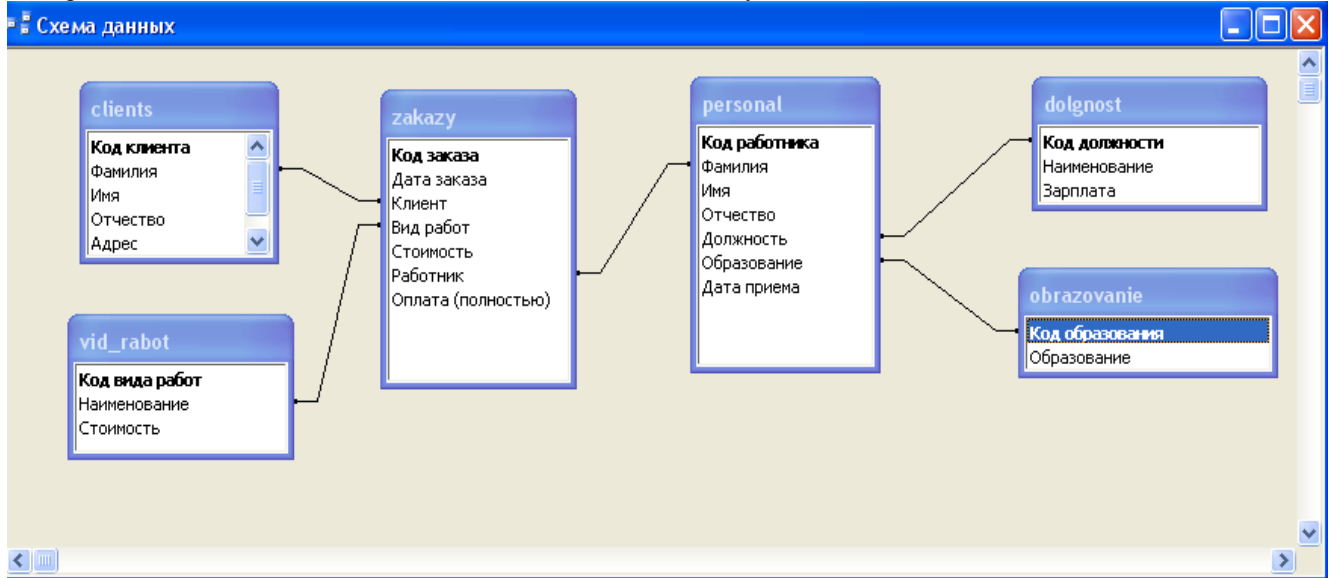 Схема данных
clients
Код клиента
Фамилия
Имя
Отчество
Адрес
zakazy
Код заказа
Дата заказа
Клиент
Вид работ
Стоимость
Работник
Оплата (полностью)
personal
Код работника
Фамилия
Имя
Отчество
Должность
Образование
Дата приема
dolgnost
Код должности
Наименование
Зарплата
vid_rabot
Код вида работ
Наименование
Стоимость
obrazovanie
Код образования
Образование